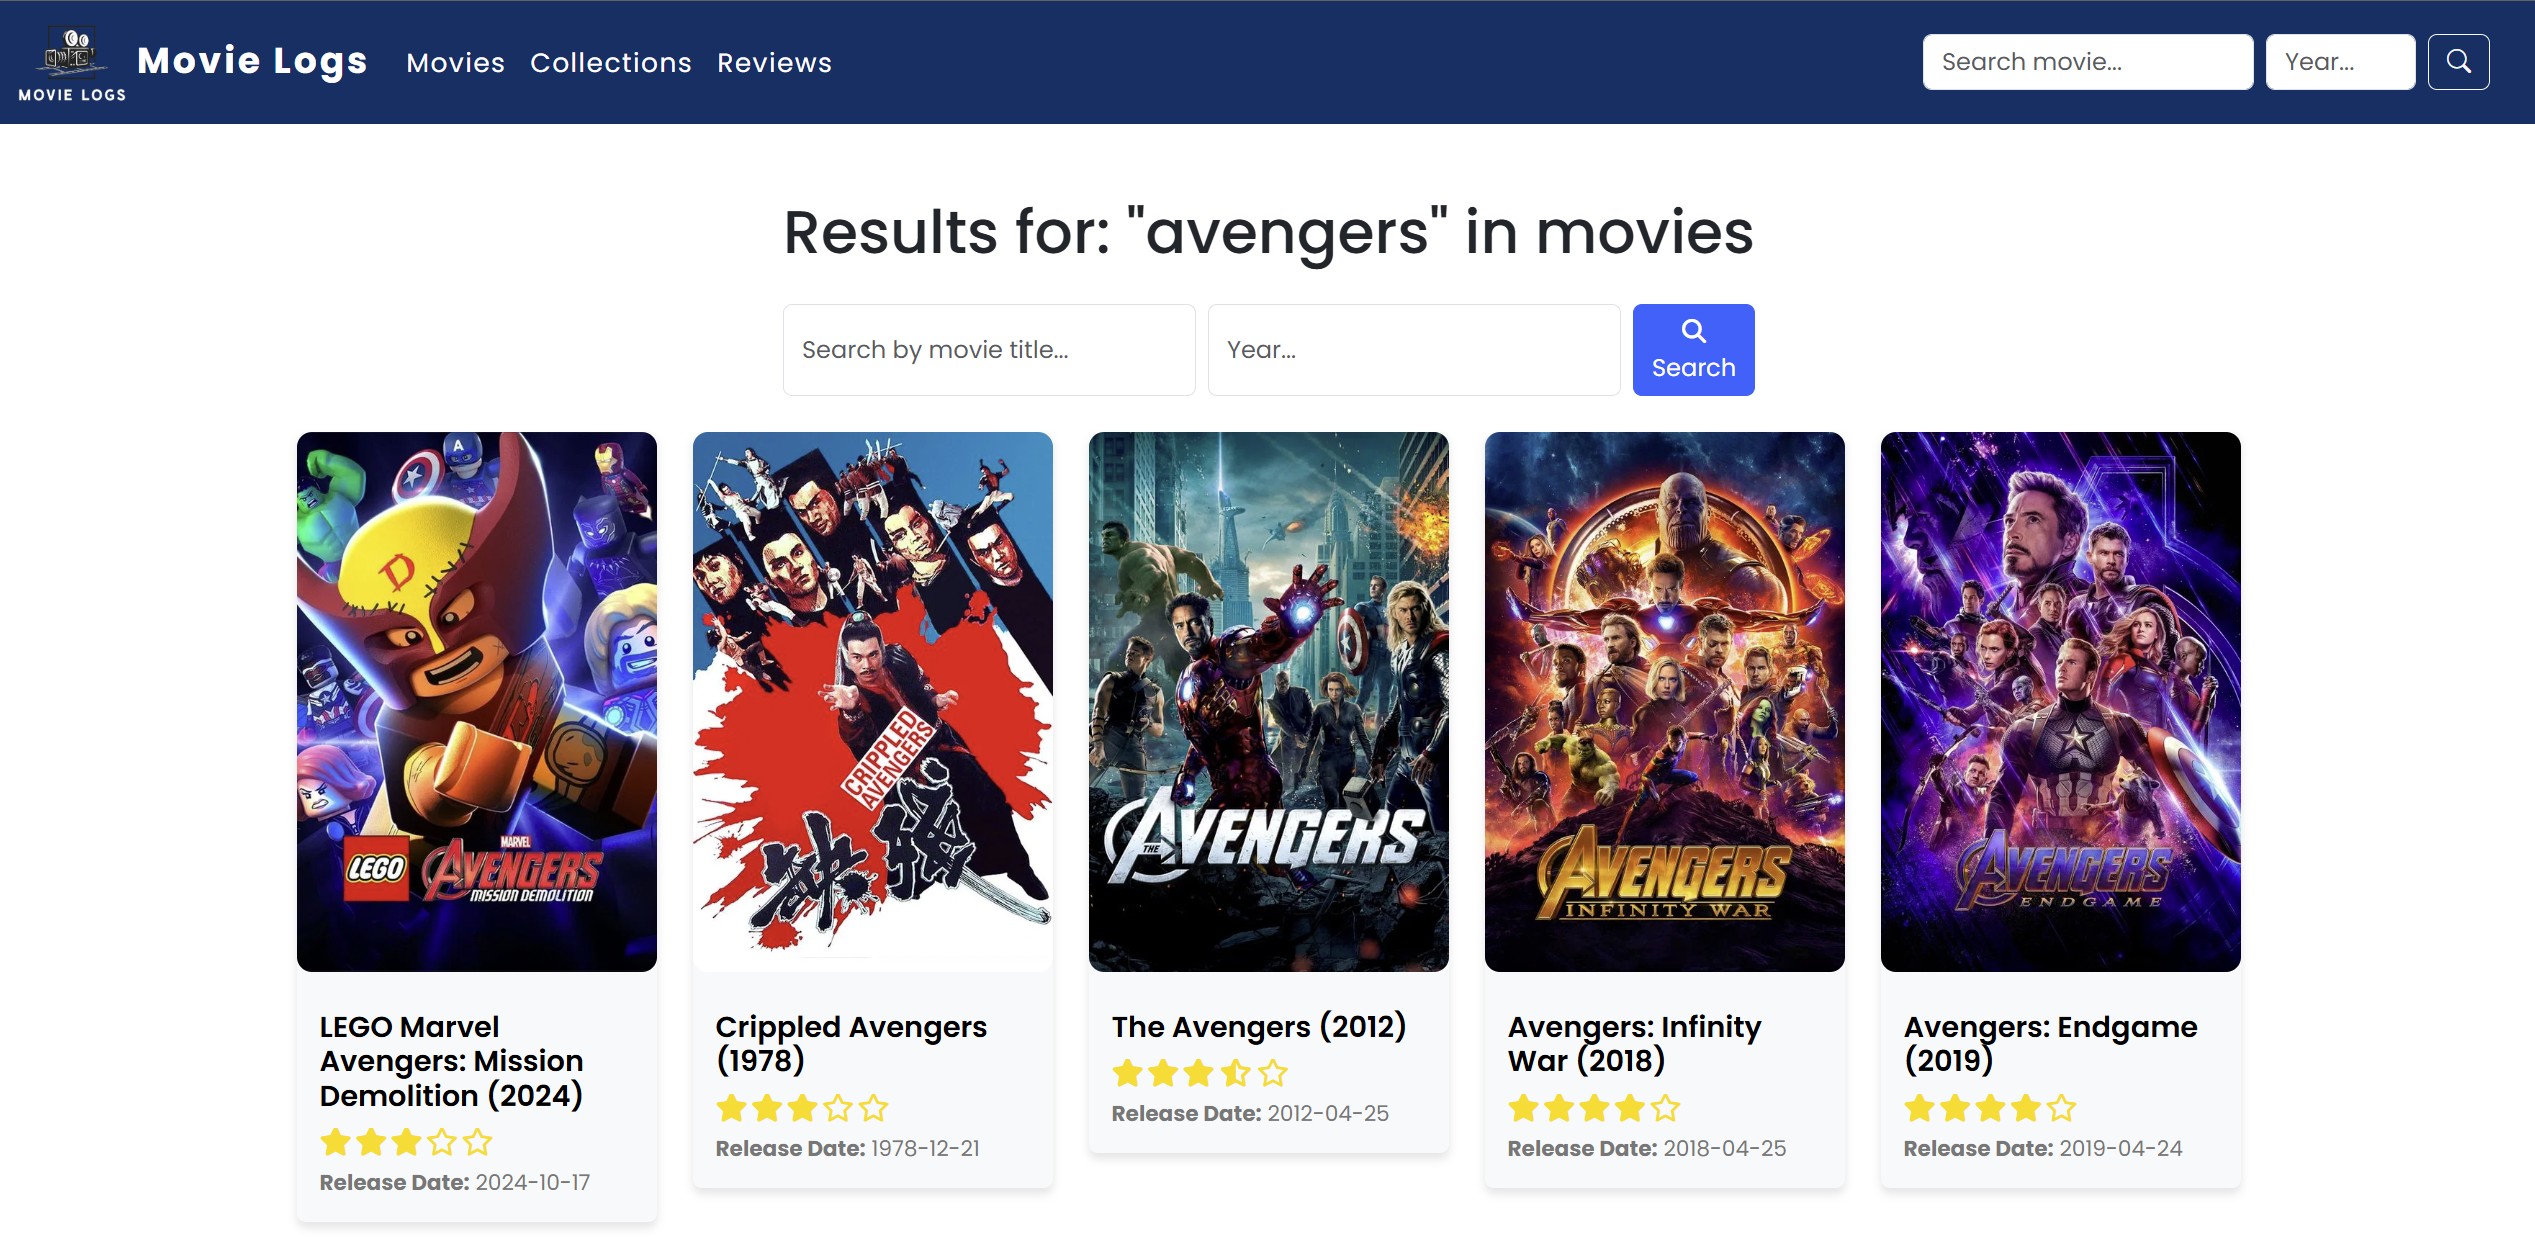 MOVIE LOGS
Movie Logs
Movies
Collections
Reviews
Search movie...
Year...
Results for: "avengers" in movies
Search by movie title...
Year...
Search
A
D
LEGO
MARVEL
AVENGERS
MISSION DEMOLITION
LEGO Marvel
Avengers: Mission
Demolition (2024)
Release Date: 2024-10-17
CRIPPLED
AVENGERS
Crippled Avengers
(1978)
Release Date: 1978-12-21
THE AVENGERS
The Avengers (2012)
Release Date: 2012-04-25
AVENGERS
INFINITY WAR
Avengers: Infinity
War (2018)
Release Date: 2018-04-25
AVENGERS
ENDGAME
Avengers: Endgame
(2019)
Release Date: 2019-04-24